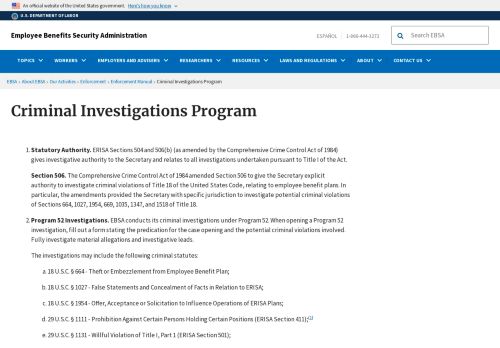 An official website of the United States government. Here's how you know
U.S. DEPARTMENT OF LABOR
Employee Benefits Security Administration
ESPAÑOL | 1-866-444-3272
Search EBSA
TOPICS WORKERS EMPLOYERS AND ADVISERS RESEARCHERS RESOURCES LAWS AND REGULATIONS ABOUT CONTACT US
EBSA › About EBSA › Our Activities › Enforcement › Enforcement Manual › Criminal Investigations Program
Criminal Investigations Program
1. Statutory Authority. ERISA Sections 504 and 506(b) (as amended by the Comprehensive Crime Control Act of 1984)
gives investigative authority to the Secretary and relates to all investigations undertaken pursuant to Title I of the Act.
Section 506. The Comprehensive Crime Control Act of 1984 amended Section 506 to give the Secretary explicit
authority to investigate criminal violations of Title 18 of the United States Code, relating to employee benefit plans. In
particular, the amendments provided the Secretary with specific jurisdiction to investigate potential criminal violations
of Sections 664, 1027, 1954, 669, 1035, 1347, and 1518 of Title 18.
2. Program 52 Investigations. EBSA conducts its criminal investigations under Program 52. When opening a Program 52
investigation, fill out a form stating the predication for the case opening and the potential criminal violations involved.
Fully investigate material allegations and investigative leads.
The investigations may include the following criminal statutes:
a. 18 U.S.C. § 664 - Theft or Embezzlement from Employee Benefit Plan;
b. 18 U.S.C. § 1027 - False Statements and Concealment of Facts in Relation to ERISA;
c. 18 U.S.C. § 1954 - Offer, Acceptance or Solicitation to Influence Operations of ERISA Plans;
d. 29 U.S.C. § 1111 - Prohibition Against Certain Persons Holding Certain Positions (ERISA Section 411);
e. 29 U.S.C. § 1131 - Willful Violation of Title I, Part 1 (ERISA Section 501);